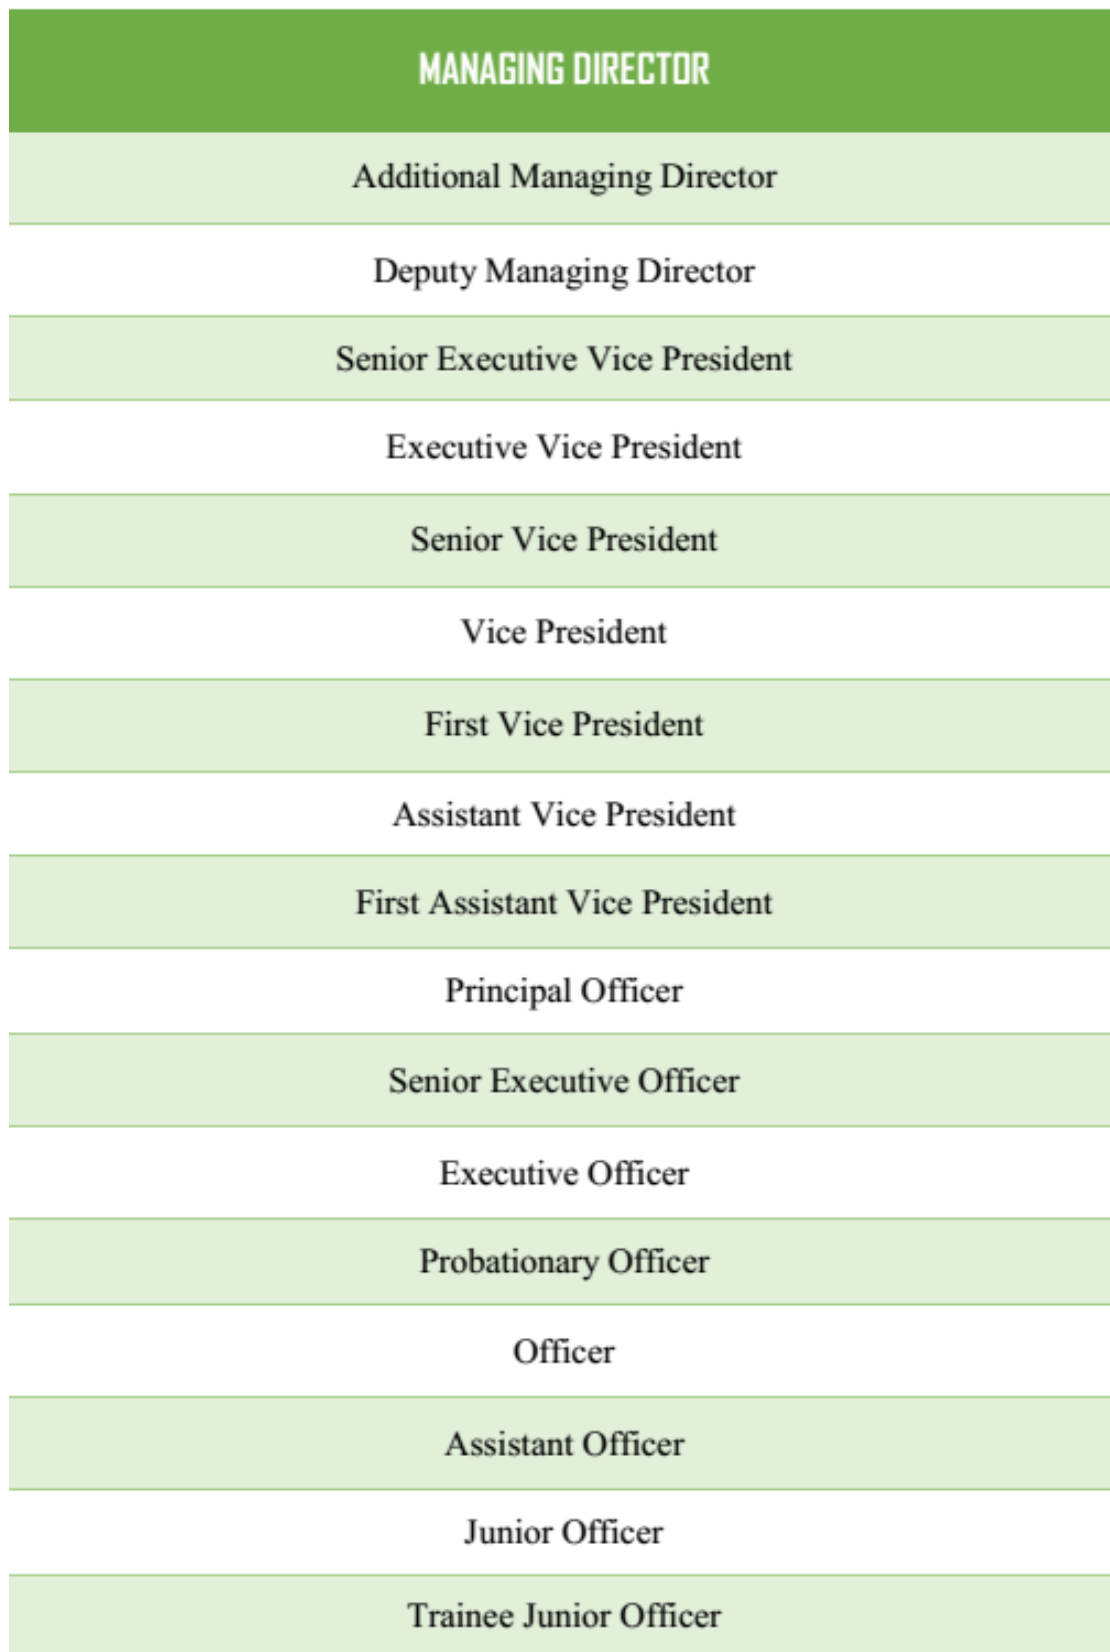 MANAGING DIRECTOR
Additional Managing Director
Deputy Managing Director
Senior Executive Vice President
Executive Vice President
Senior Vice President
Vice President
First Vice President
Assistant Vice President
First Assistant Vice President
Principal Officer
Senior Executive Officer
Executive Officer
Probationary Officer
Officer
Assistant Officer
Junior Officer
Trainee Junior Officer